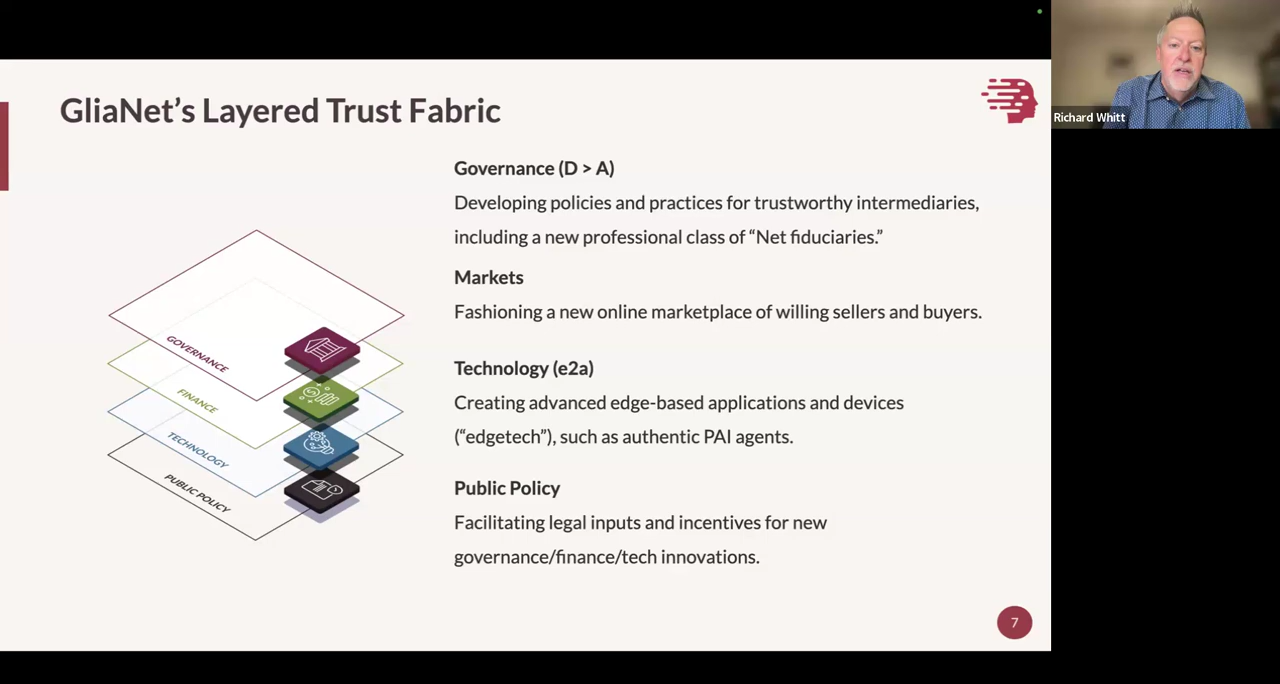 GliaNet's Layered Trust Fabric
Richard Whitt
Governance (D > A)
Developing policies and practices for trustworthy intermediaries,
including a new professional class of “Net fiduciaries.”
Markets
Fashioning a new online marketplace of willing sellers and buyers.
Technology (e2a)
Creating advanced edge-based applications and devices
(“edgetech”), such as authentic PAI agents.
Public Policy
Facilitating legal inputs and incentives for new
governance/finance/tech innovations.
GOVERNANCE
FINANCE
TECHNOLOGY
PUBLIC POLICY
7